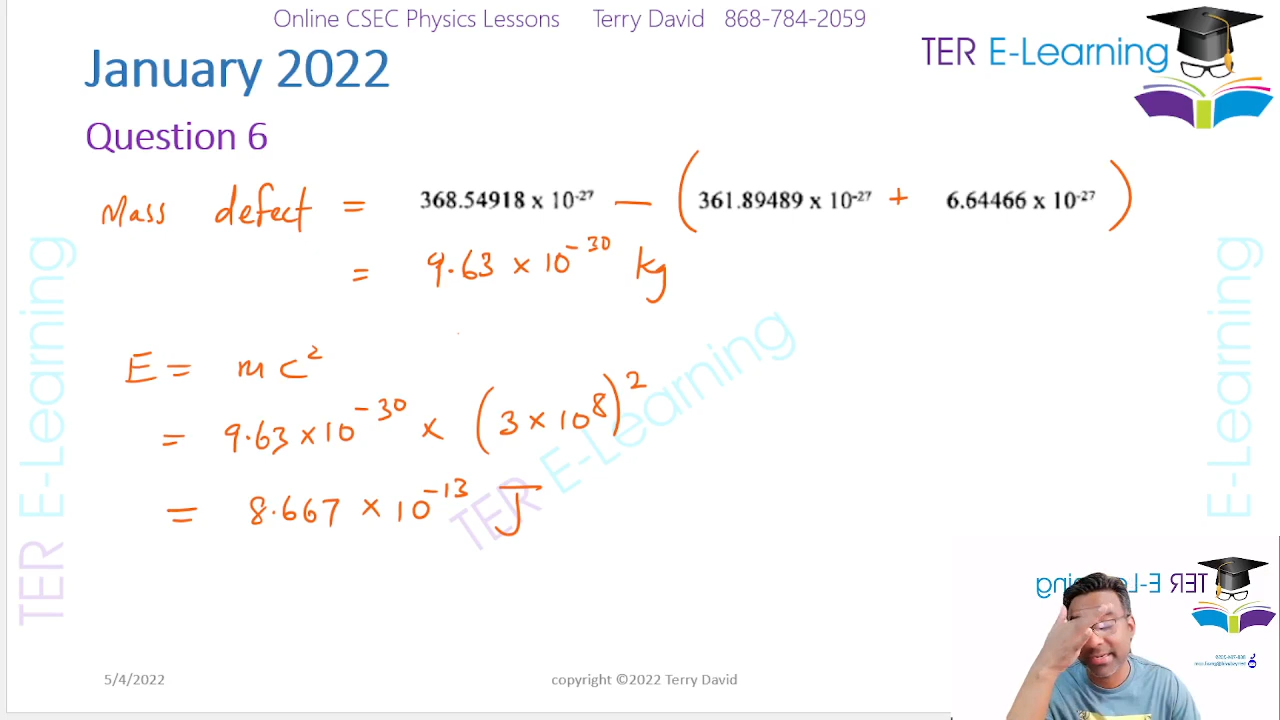 Online CSEC Physics Lessons Terry David 868-784-2059
TER E-Learning
January 2022
Question 6
Mass defect = 368.54918 x 10⁻²⁷ — (361.89489 x 10⁻²⁷ + 6.64466 x 10⁻²⁷)
= 9.63 × 10⁻³⁰ kg
E = mc²
= 9.63 × 10⁻³⁰ × (3 × 10⁸)²
= 8.667 × 10⁻¹³ J
TER E-Learning
TER E-Learning
TER E-Learning
TER E-Learning
5/4/2022
copyright ©2022 Terry David